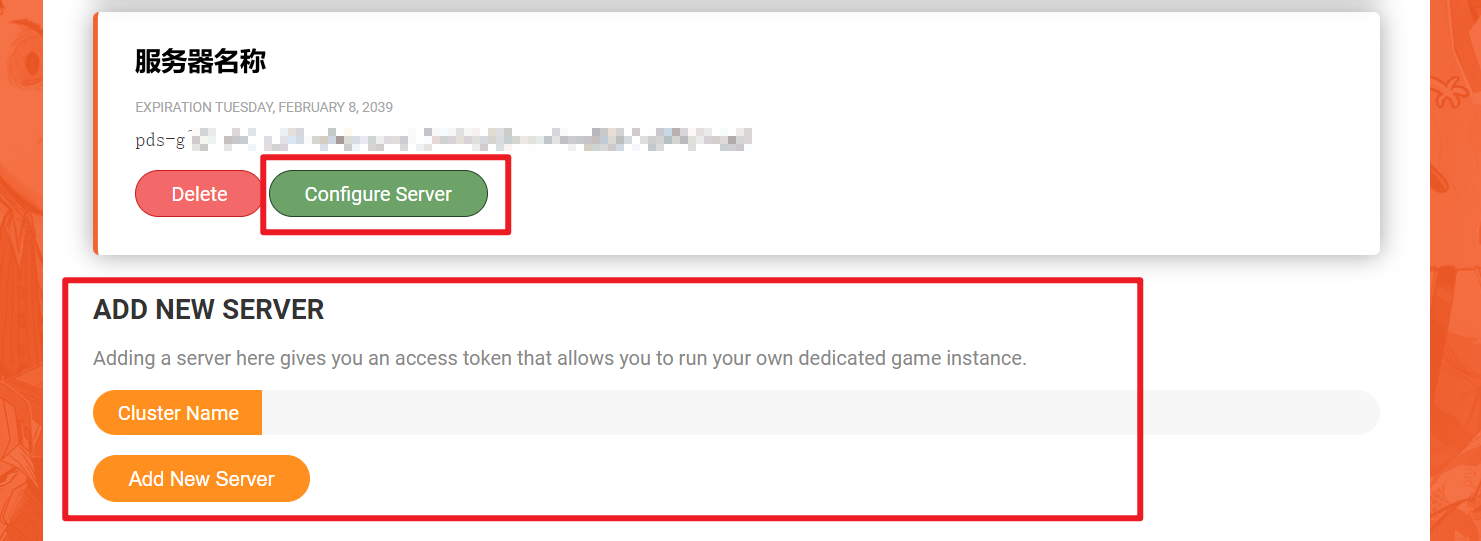 服务器名称
EXPIRATION TUESDAY, FEBRUARY 8, 2039
pds-g
Delete
Configure Server
ADD NEW SERVER
Adding a server here gives you an access token that allows you to run your own dedicated game instance.
Cluster Name
Add New Server